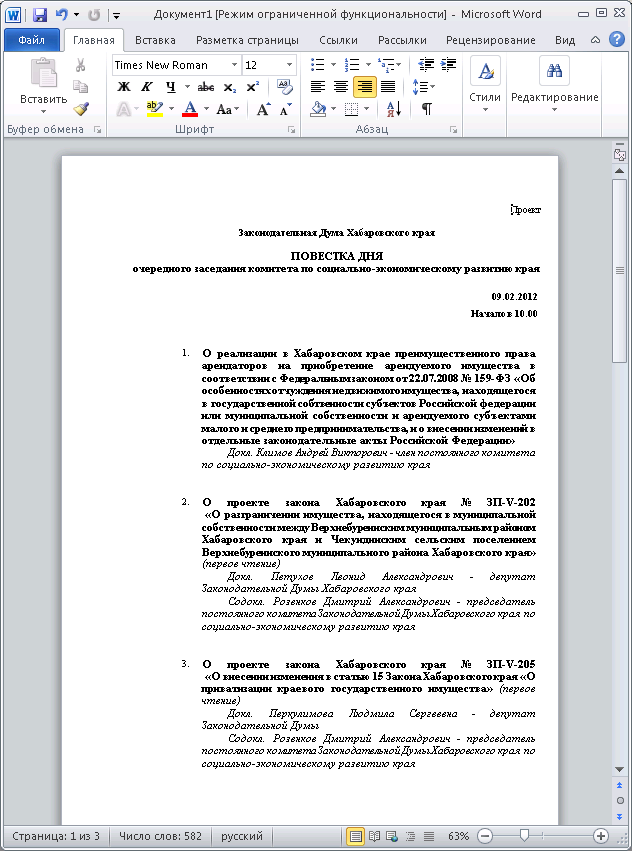 Документ1 [Режим ограниченной функциональности] - Microsoft Word
Файл Главная Вставка Разметка страницы Ссылки Рассылки Рецензирование Вид
Times New Roman 12
Вставить
Ж К Ч abc x₂ x²
Стили Редактирование
A ab A Aa A A
Буфер обмена Шрифт Абзац
Проект
Законодательная Дума Хабаровского края
ПОВЕСТКА ДНЯ
очередного заседания комитета по социально-экономическому развитию края
09.02.2012
Начало в 10.00
1. О реализации в Хабаровском крае преимущественного права
арендаторов на приобретение арендуемого имущества в
соответствии с Федеральным законом от 22.07.2008 № 159-ФЗ «Об
особенностях отчуждения недвижимого имущества, находящегося
в государственной собтвенности субъектов Российской федерации
или муниципальной собственности и арендуемого субъектами
малого и среднего предпринимательства, и о внесении изменений в
отдельные законодательные акты Российской Федерации»
Докл. Климов Андрей Викторович - член постоянного комитета
по социально-экономическому развитию края
2. О проекте закона Хабаровского края № ЗП-V-202
«О разграничении имущества, находящегося в муниципальной
собственности между Верхнебуреинским муниципальным районом
Хабаровского края и Чекундинским сельским поселением
Верхнебуреинского муниципального района Хабаровского края»
(первое чтение)
Докл. Петухов Леонид Александрович - депутат
Законодательной Думы Хабаровского края
Содокл. Розенков Дмитрий Александрович - председатель
постоянного комитета Законодательной Думы Хабаровского края по
социально-экономическому развитию края
3. О проекте закона Хабаровского края № ЗП-V-205
«О внесении изменения в статью 15 Закона Хабаровского края «О
приватизации краевого государственного имущества» (первое
чтение)
Докл. Перкулимова Людмила Сергеевна - депутат
Законодательной Думы
Содокл. Розенков Дмитрий Александрович - председатель
постоянного комитета Законодательной Думы Хабаровского края по
социально-экономическому развитию края
Страница: 1 из 3 Число слов: 582 русский 63%